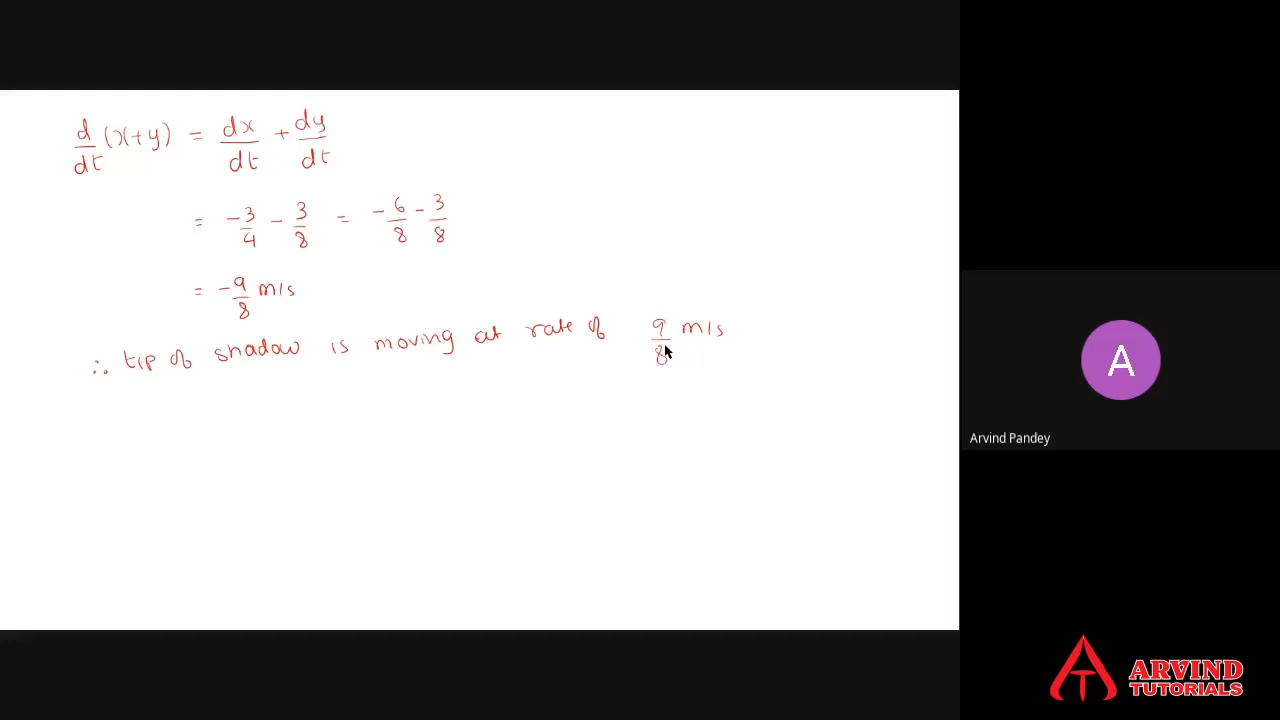 d/dt (x+y) = dx/dt + dy/dt
= -3/4 - 3/8 = -6/8 - 3/8
= -9/8 m/s
∴ tip of shadow is moving at rate of 9/8 m/s
A
Arvind Pandey
ARVIND
TUTORIALS